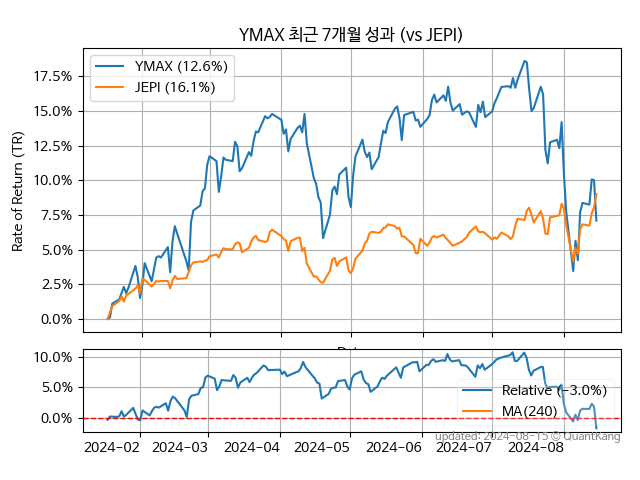 YMAX 최근 7개월 성과 (vs JEPI)
YMAX (12.6%)
JEPI (16.1%)
Rate of Return (TR)
17.5%
15.0%
12.5%
10.0%
7.5%
5.0%
2.5%
0.0%
10.0%
5.0%
0.0%
Relative (−3.0%)
MA(240)
updated: 2024-08-15 © QuantKang
2024−02
2024−03
2024−04
2024−05
2024−06
2024−07
2024−08